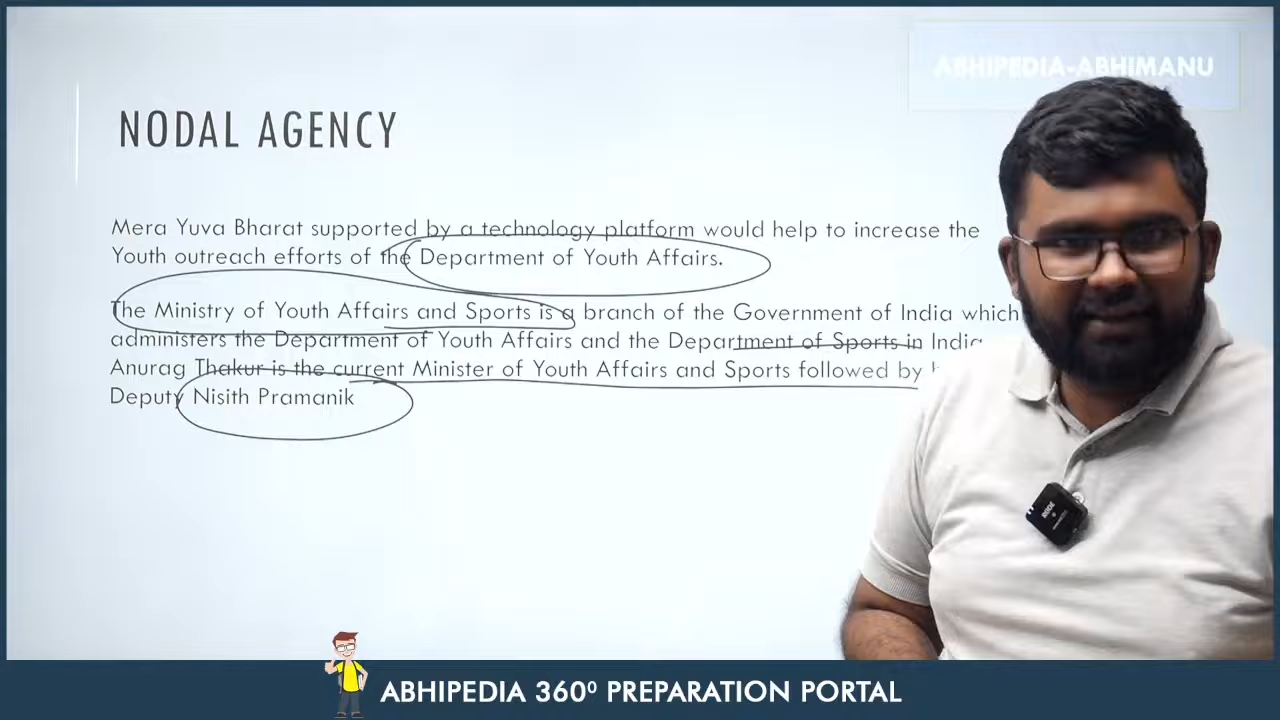 ABHIPEDIA-ABHIMANU
NODAL AGENCY
Mera Yuva Bharat supported by a technology platform would help to increase the
Youth outreach efforts of the Department of Youth Affairs.
The Ministry of Youth Affairs and Sports is a branch of the Government of India which
administers the Department of Youth Affairs and the Department of Sports in India
Anurag Thakur is the current Minister of Youth Affairs and Sports followed by
Deputy Nisith Pramanik
ABHIPEDIA 360⁰ PREPARATION PORTAL